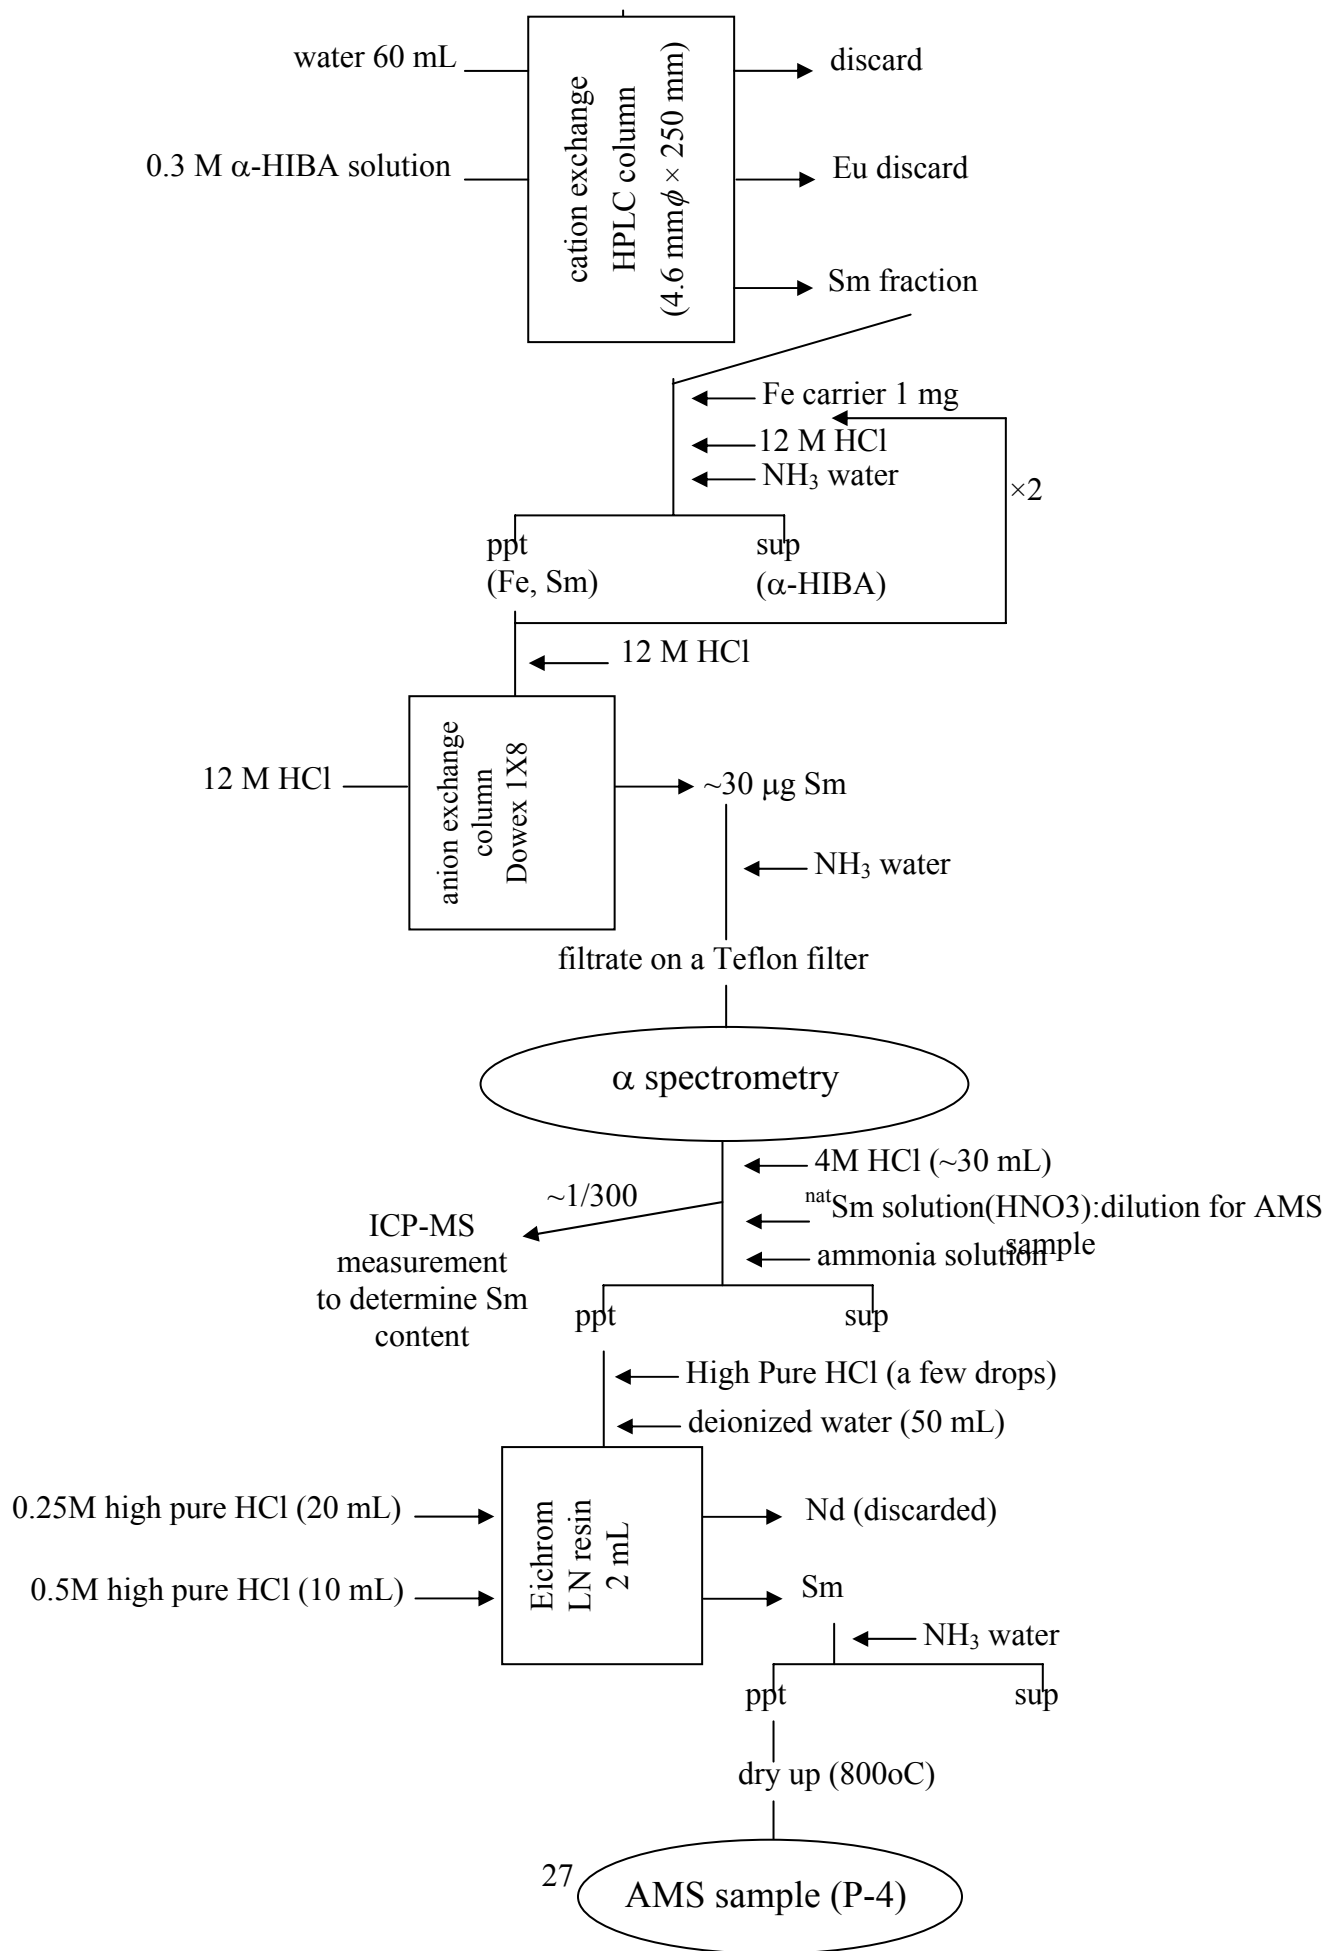 water 60 mL
discard
0.3 M α-HIBA solution
Eu discard
cation exchange
HPLC column
(4.6 mmϕ × 250 mm)
Sm fraction
Fe carrier 1 mg
12 M HCl
NH₃ water
×2
ppt
(Fe, Sm)
sup
(α-HIBA)
12 M HCl
12 M HCl
anion exchange
column
Dowex 1X8
~30 μg Sm
NH₃ water
filtrate on a Teflon filter
α spectrometry
4M HCl (~30 mL)
~1/300
ⁿᵃᵗSm solution(HNO3):dilution for AMS
sample
ammonia solution
ICP-MS
measurement
to determine Sm
content
ppt
sup
High Pure HCl (a few drops)
deionized water (50 mL)
0.25M high pure HCl (20 mL)
Nd (discarded)
Eichrom
LN resin
2 mL
0.5M high pure HCl (10 mL)
Sm
NH₃ water
ppt
sup
dry up (800oC)
27
AMS sample (P-4)